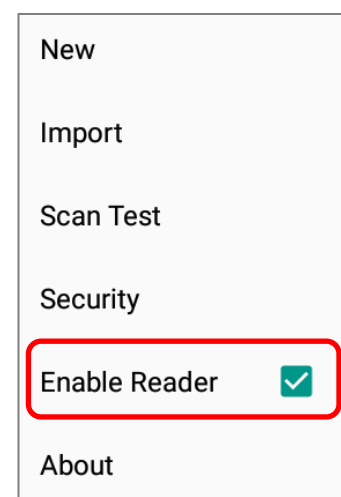 New
Import
Scan Test
Security
Enable Reader
About